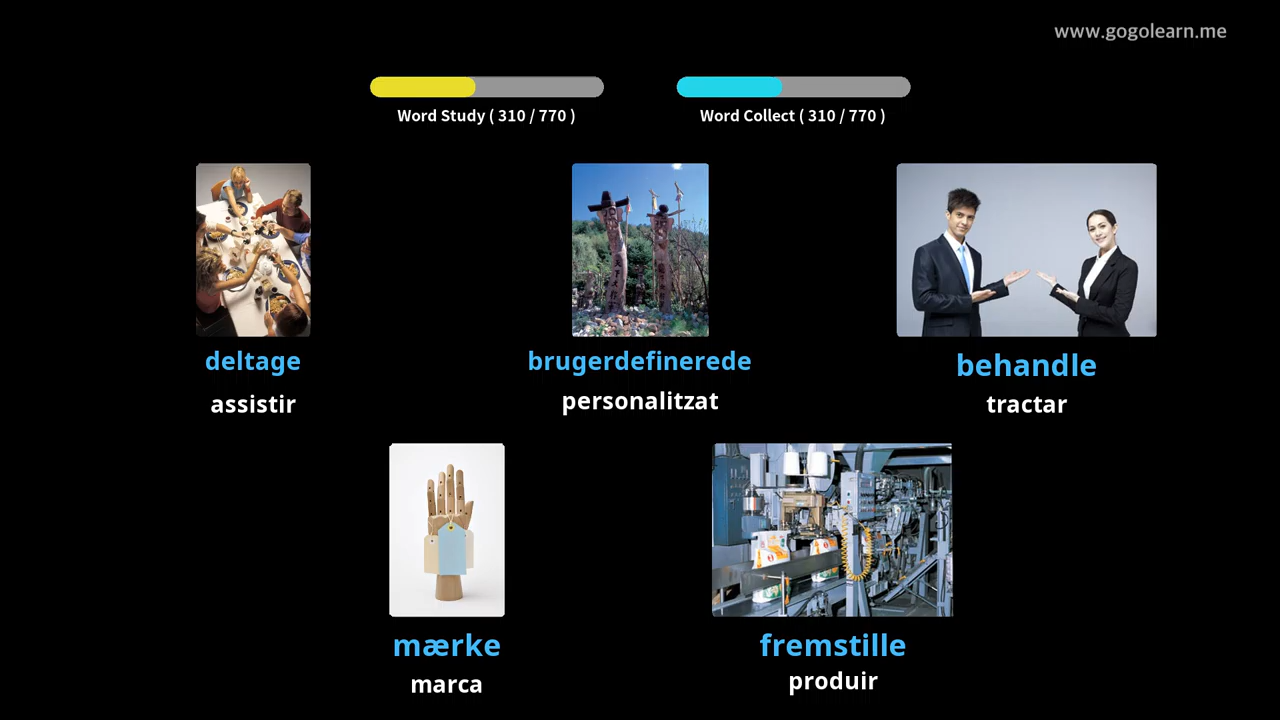 www.gogolearn.me
Word Study ( 310 / 770 )
Word Collect ( 310 / 770 )
deltage
assistir
brugerdefinerede
personalitzat
behandle
tractar
mærke
marca
fremstille
produir